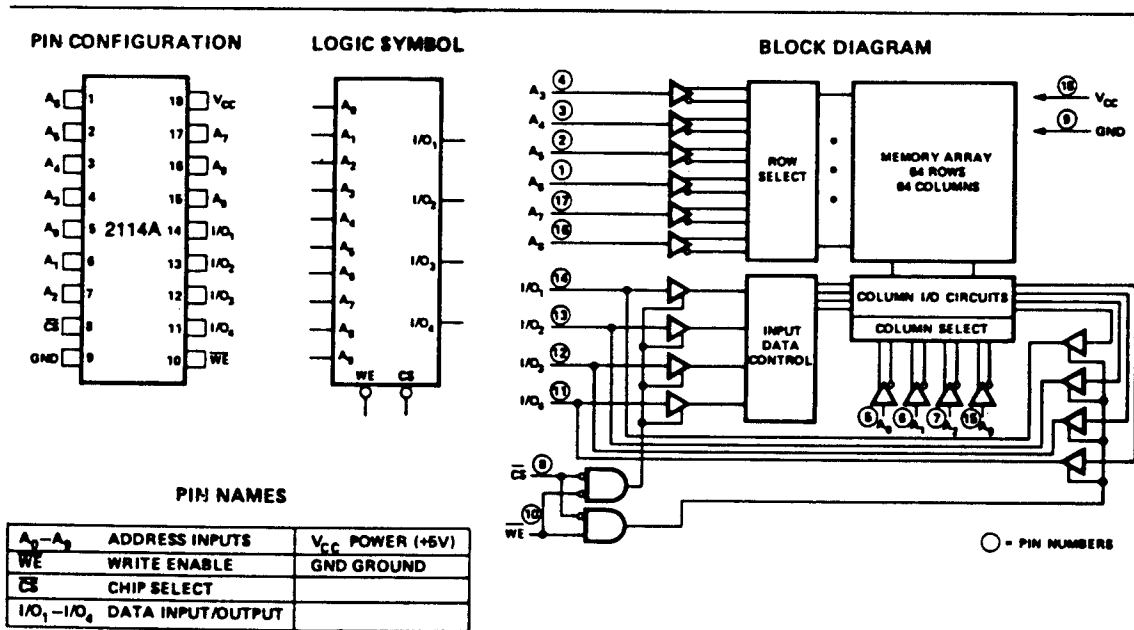 PIN CONFIGURATION
A6 1 18 VCC
A5 2 17 A7
A4 3 16 A8
A3 4 15 A9
A0 5 2114A 14 I/O1
A1 6 13 I/O2
A2 7 12 I/O3
CS 8 11 I/O4
GND 9 10 WE
LOGIC SYMBOL
A0
A1
A2
A3
A4
A5
A6
A7
A8
A9
I/O1
I/O2
I/O3
I/O4
WE CS
BLOCK DIAGRAM
A3 4
A4 3
A5 2
A6 1
A7 17
A8 16
ROW
SELECT
MEMORY ARRAY
64 ROWS
64 COLUMNS
18 VCC
9 GND
I/O1 14
I/O2 13
I/O3 12
I/O4 11
INPUT
DATA
CONTROL
COLUMN I/O CIRCUITS
COLUMN SELECT
5 A0 6 A1 7 A2 15 A9
CS 8
WE 10
= PIN NUMBERS
PIN NAMES
A0–A9 ADDRESS INPUTS VCC POWER (+5V)
WE WRITE ENABLE GND GROUND
CS CHIP SELECT
I/O1–I/O4 DATA INPUT/OUTPUT